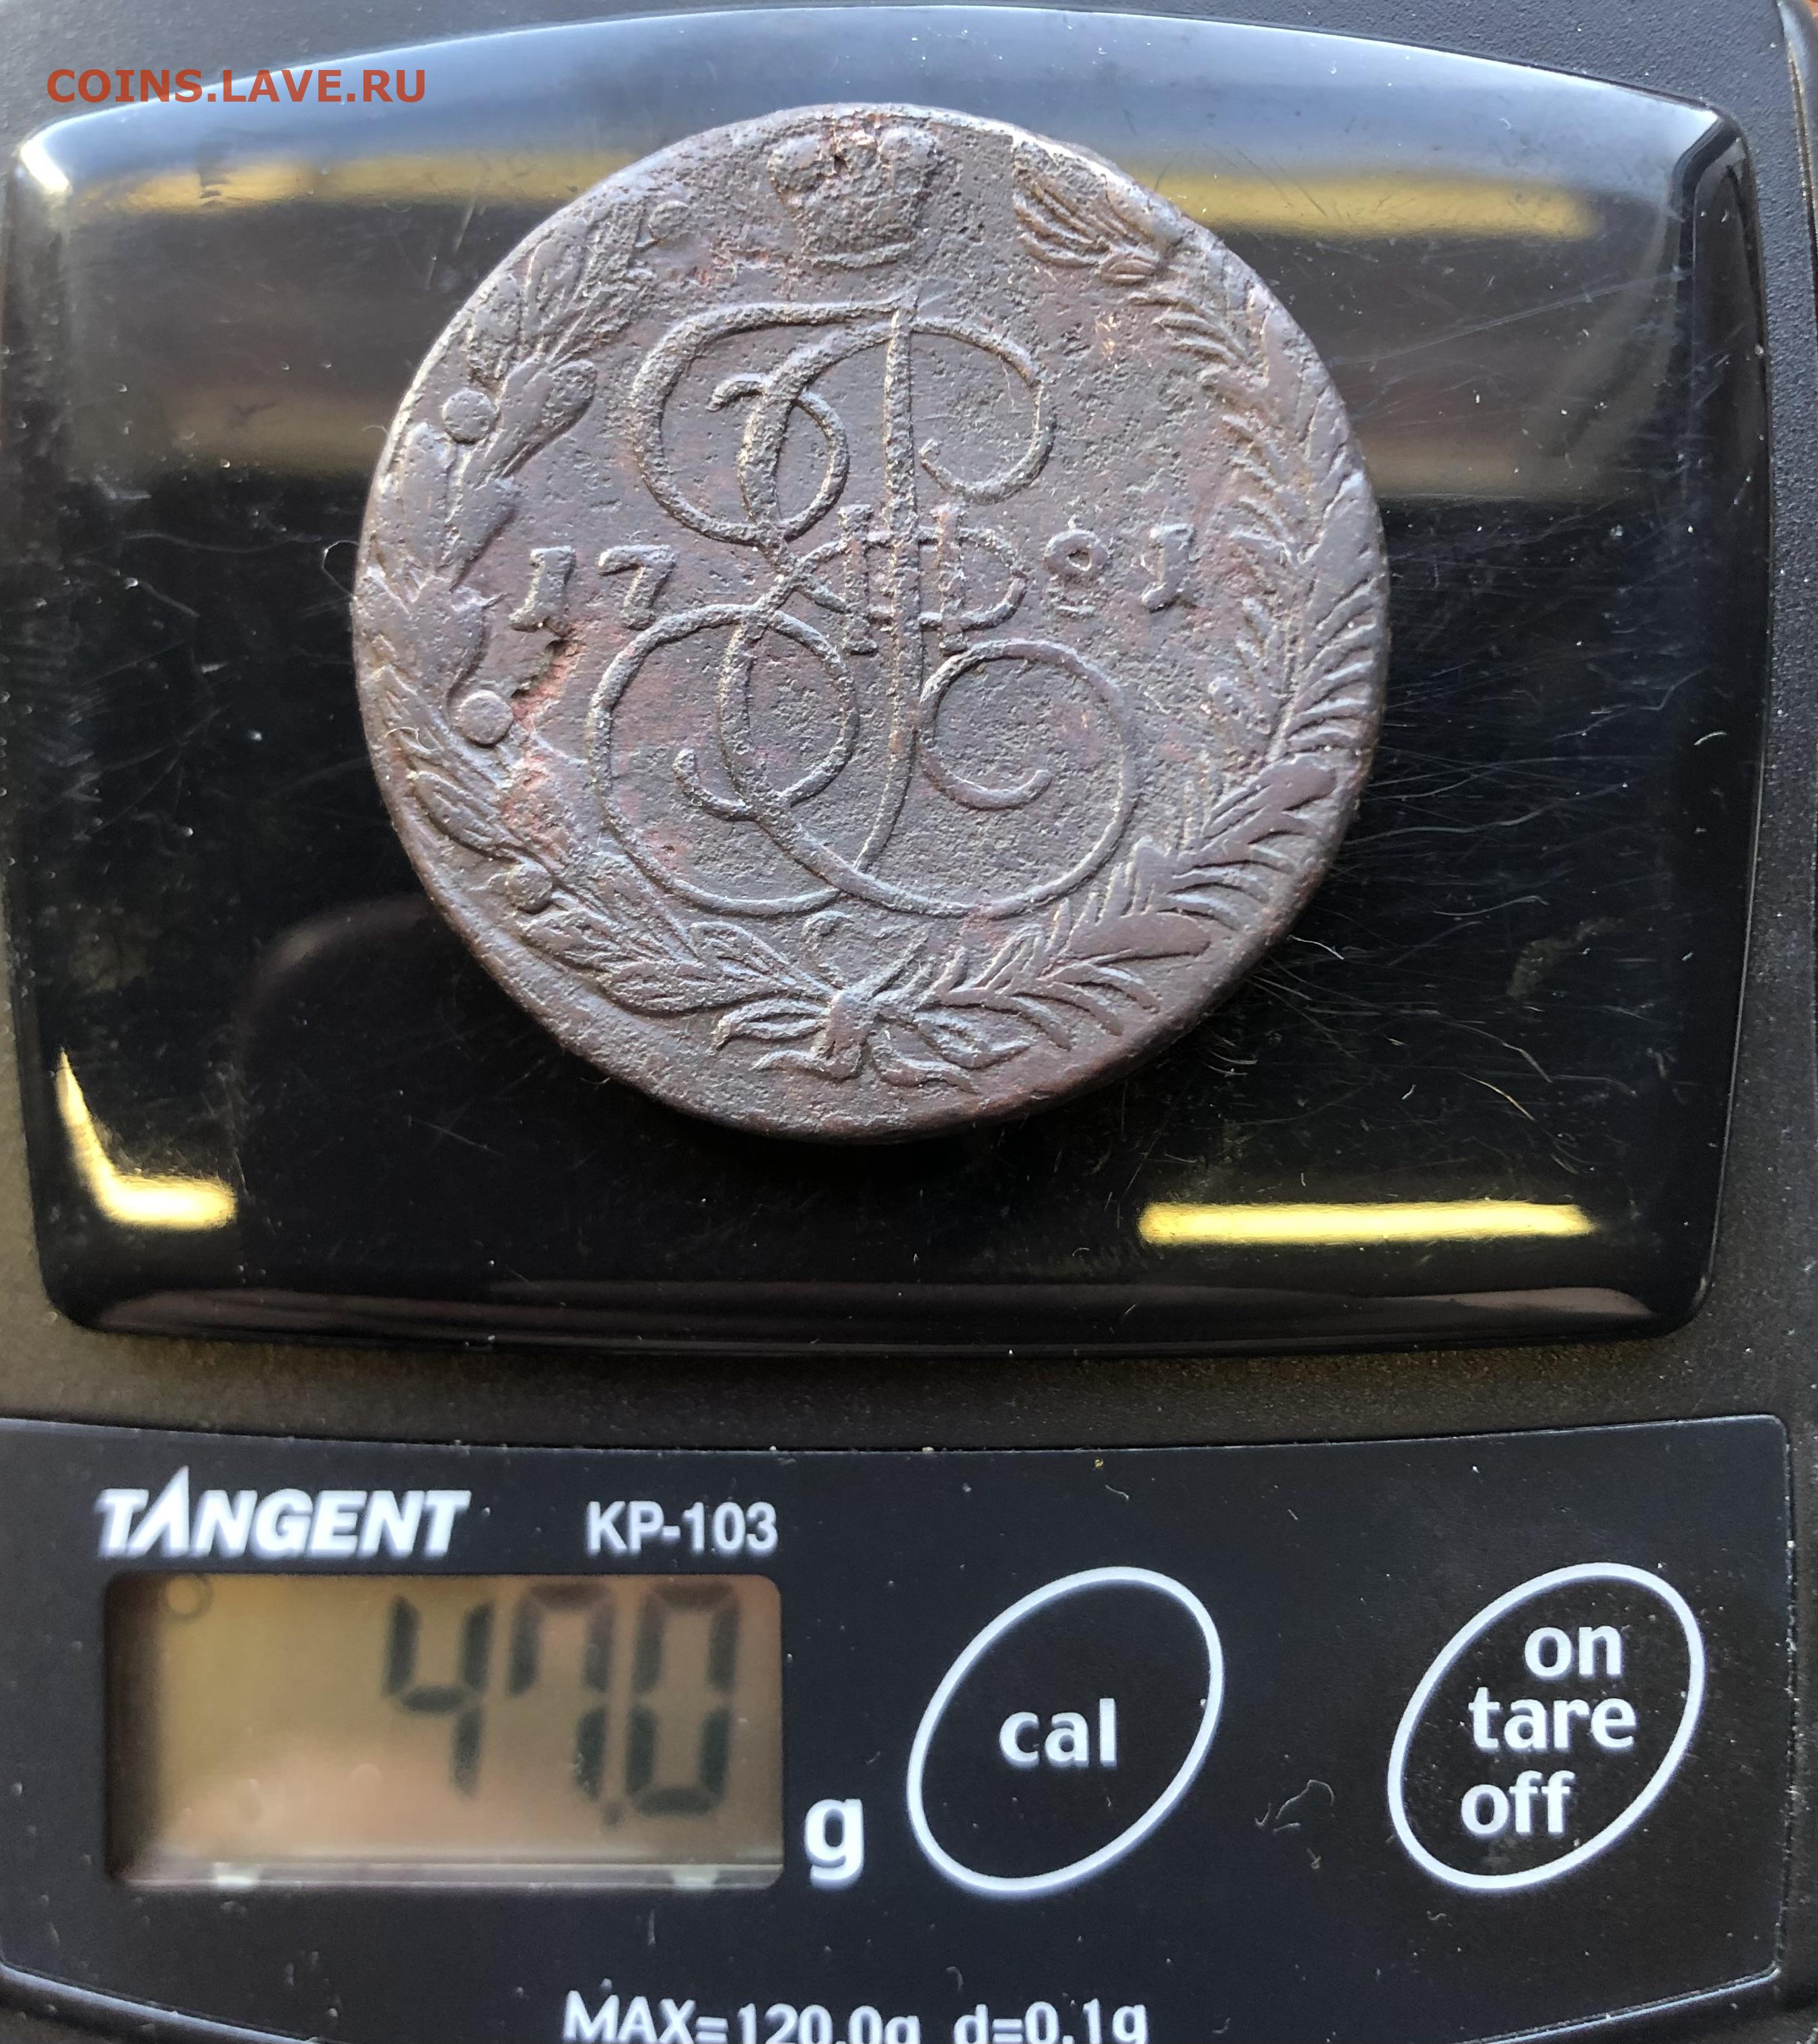 COINS.LAVE.RU
17 81
TANGENT KP-103
47.0 g
cal
on
tare
off
MAX=120.0g d=0.1g